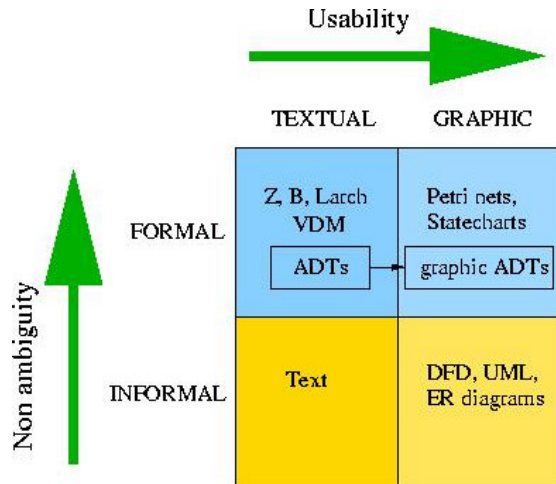 Usability
TEXTUAL
GRAPHIC
Non ambiguity
FORMAL
Z, B, Latch
VDM
ADTs
Petri nets,
Statecharts
graphic ADTs
INFORMAL
Text
DFD, UML,
ER diagrams